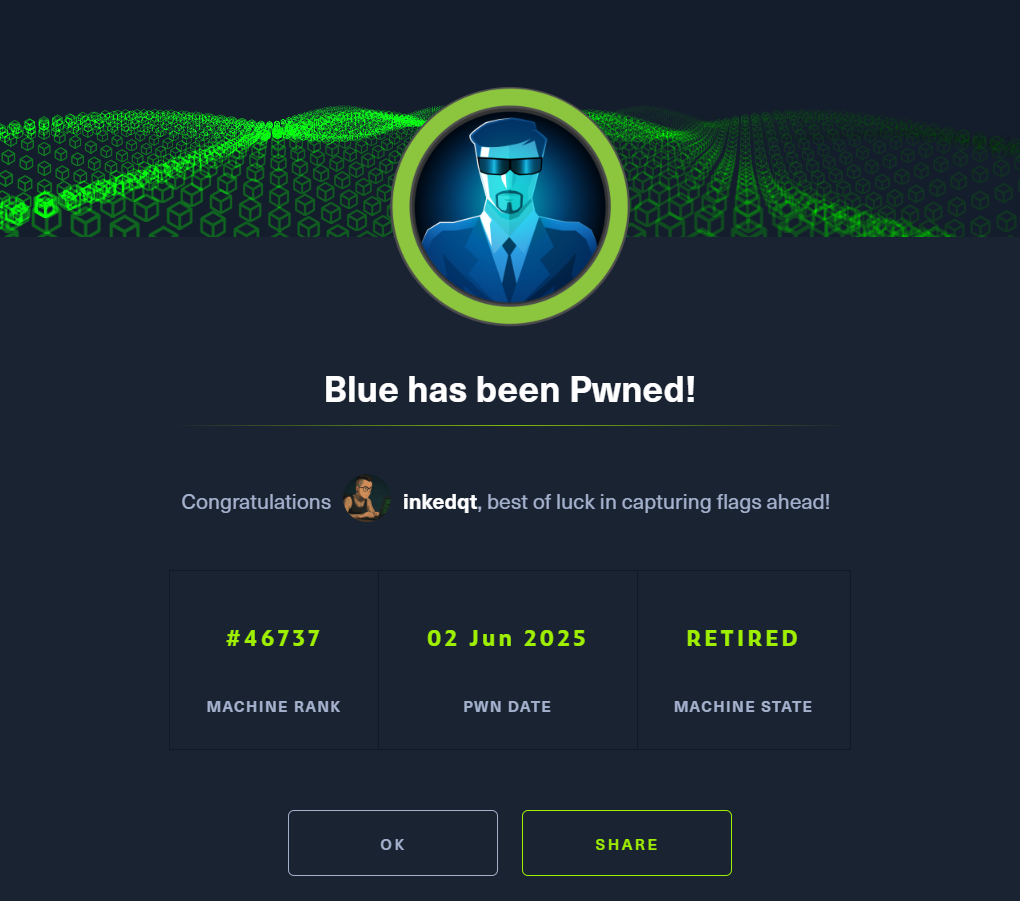 Blue has been Pwned!
Congratulations inkedqt, best of luck in capturing flags ahead!
#46737 02 Jun 2025 RETIRED
MACHINE RANK PWN DATE MACHINE STATE
OK SHARE